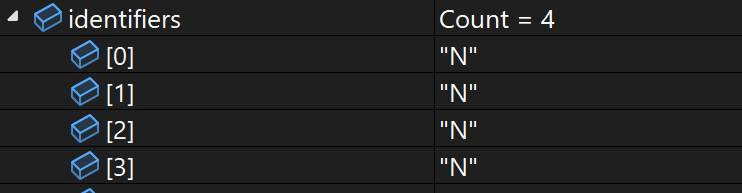 identifiers Count = 4
[0] "N"
[1] "N"
[2] "N"
[3] "N"